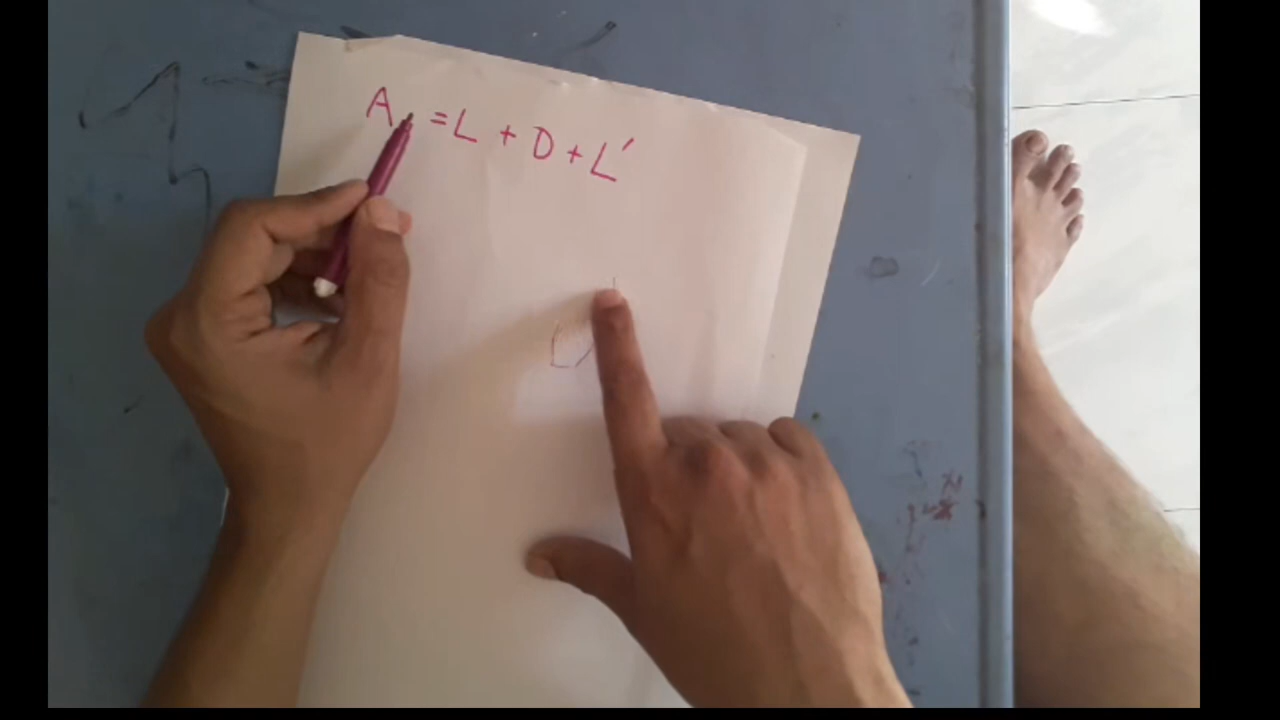 A = L + D + L'